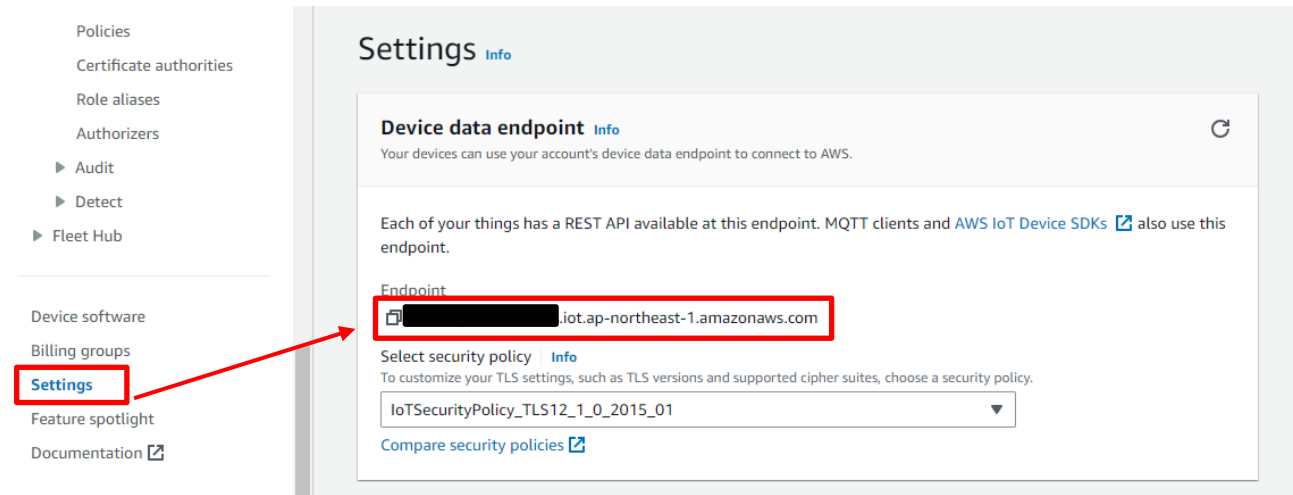 Policies
Certificate authorities
Role aliases
Authorizers
Audit
Detect
Fleet Hub
Device software
Billing groups
Settings
Feature spotlight
Documentation
Settings Info
Device data endpoint Info
Your devices can use your account's device data endpoint to connect to AWS.
Each of your things has a REST API available at this endpoint. MQTT clients and AWS IoT Device SDKs also use this
endpoint.
Endpoint
.iot.ap-northeast-1.amazonaws.com
Select security policy Info
To customize your TLS settings, such as TLS versions and supported cipher suites, choose a security policy.
IoTSecurityPolicy_TLS12_1_0_2015_01
Compare security policies